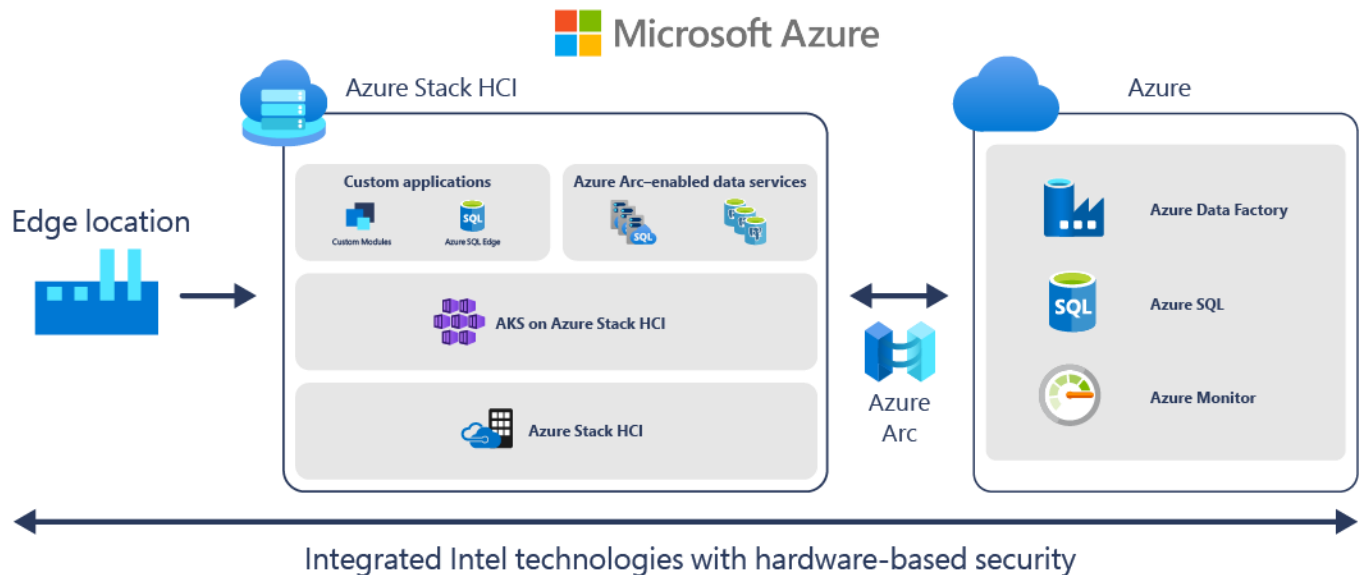 Microsoft Azure
Azure Stack HCI
Azure
Edge location
Custom applications
Custom Modules
SQL
Azure SQL Edge
Azure Arc–enabled data services
SQL
AKS on Azure Stack HCI
Azure Stack HCI
Azure
Arc
Azure Data Factory
SQL
Azure SQL
Azure Monitor
Integrated Intel technologies with hardware-based security